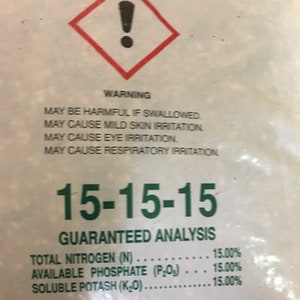 WARNING
MAY BE HARMFUL IF SWALLOWED.
MAY CAUSE MILD SKIN IRRITATION.
MAY CAUSE EYE IRRITATION.
MAY CAUSE RESPIRATORY IRRITATION.
15-15-15
GUARANTEED ANALYSIS
TOTAL NITROGEN (N) . . . . . . . . . . 15.00%
AVAILABLE PHOSPHATE (P₂O₅) . . . 15.00%
SOLUBLE POTASH (K₂O) . . . . . . . . . 15.00%